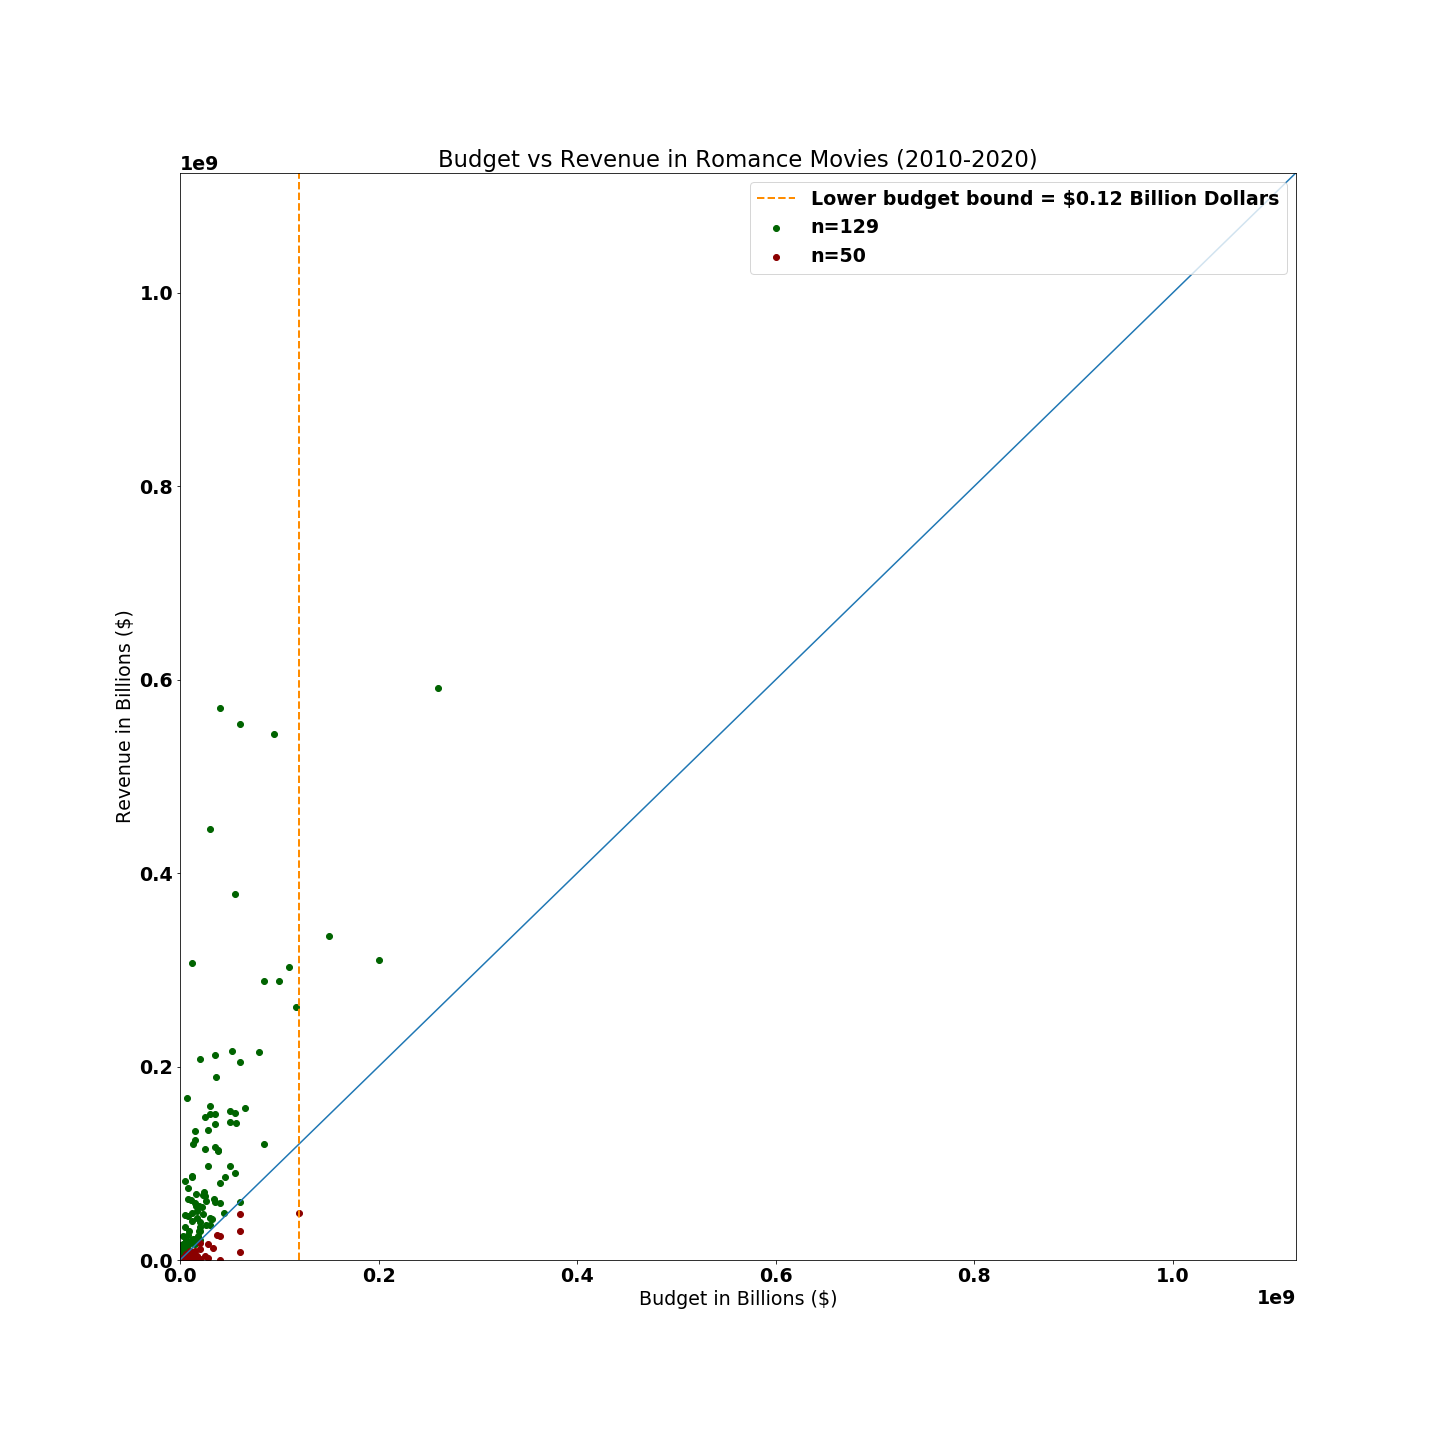 Budget vs Revenue in Romance Movies (2010-2020)
1e9
Lower budget bound = $0.12 Billion Dollars
n=129
n=50
1.0
0.8
0.6
0.4
0.2
0.0
Revenue in Billions ($)
0.0 0.2 0.4 0.6 0.8 1.0
Budget in Billions ($)
1e9